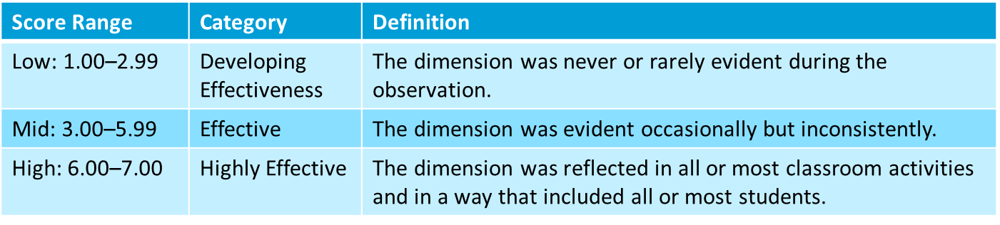 Score Range Category Definition
Low: 1.00–2.99 Developing Effectiveness The dimension was never or rarely evident during the observation.
Mid: 3.00–5.99 Effective The dimension was evident occasionally but inconsistently.
High: 6.00–7.00 Highly Effective The dimension was reflected in all or most classroom activities and in a way that included all or most students.